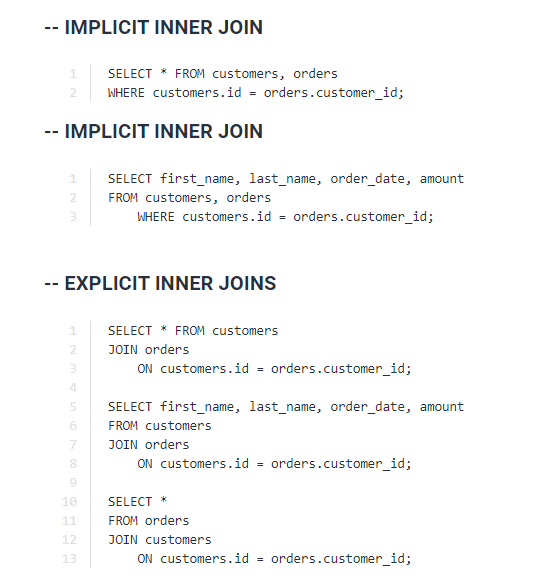 -- IMPLICIT INNER JOIN
1 SELECT * FROM customers, orders
2 WHERE customers.id = orders.customer_id;
-- IMPLICIT INNER JOIN
1 SELECT first_name, last_name, order_date, amount
2 FROM customers, orders
3     WHERE customers.id = orders.customer_id;
-- EXPLICIT INNER JOINS
1 SELECT * FROM customers
2 JOIN orders
3     ON customers.id = orders.customer_id;
4
5 SELECT first_name, last_name, order_date, amount
6 FROM customers
7 JOIN orders
8     ON customers.id = orders.customer_id;
9
10 SELECT *
11 FROM orders
12 JOIN customers
13     ON customers.id = orders.customer_id;